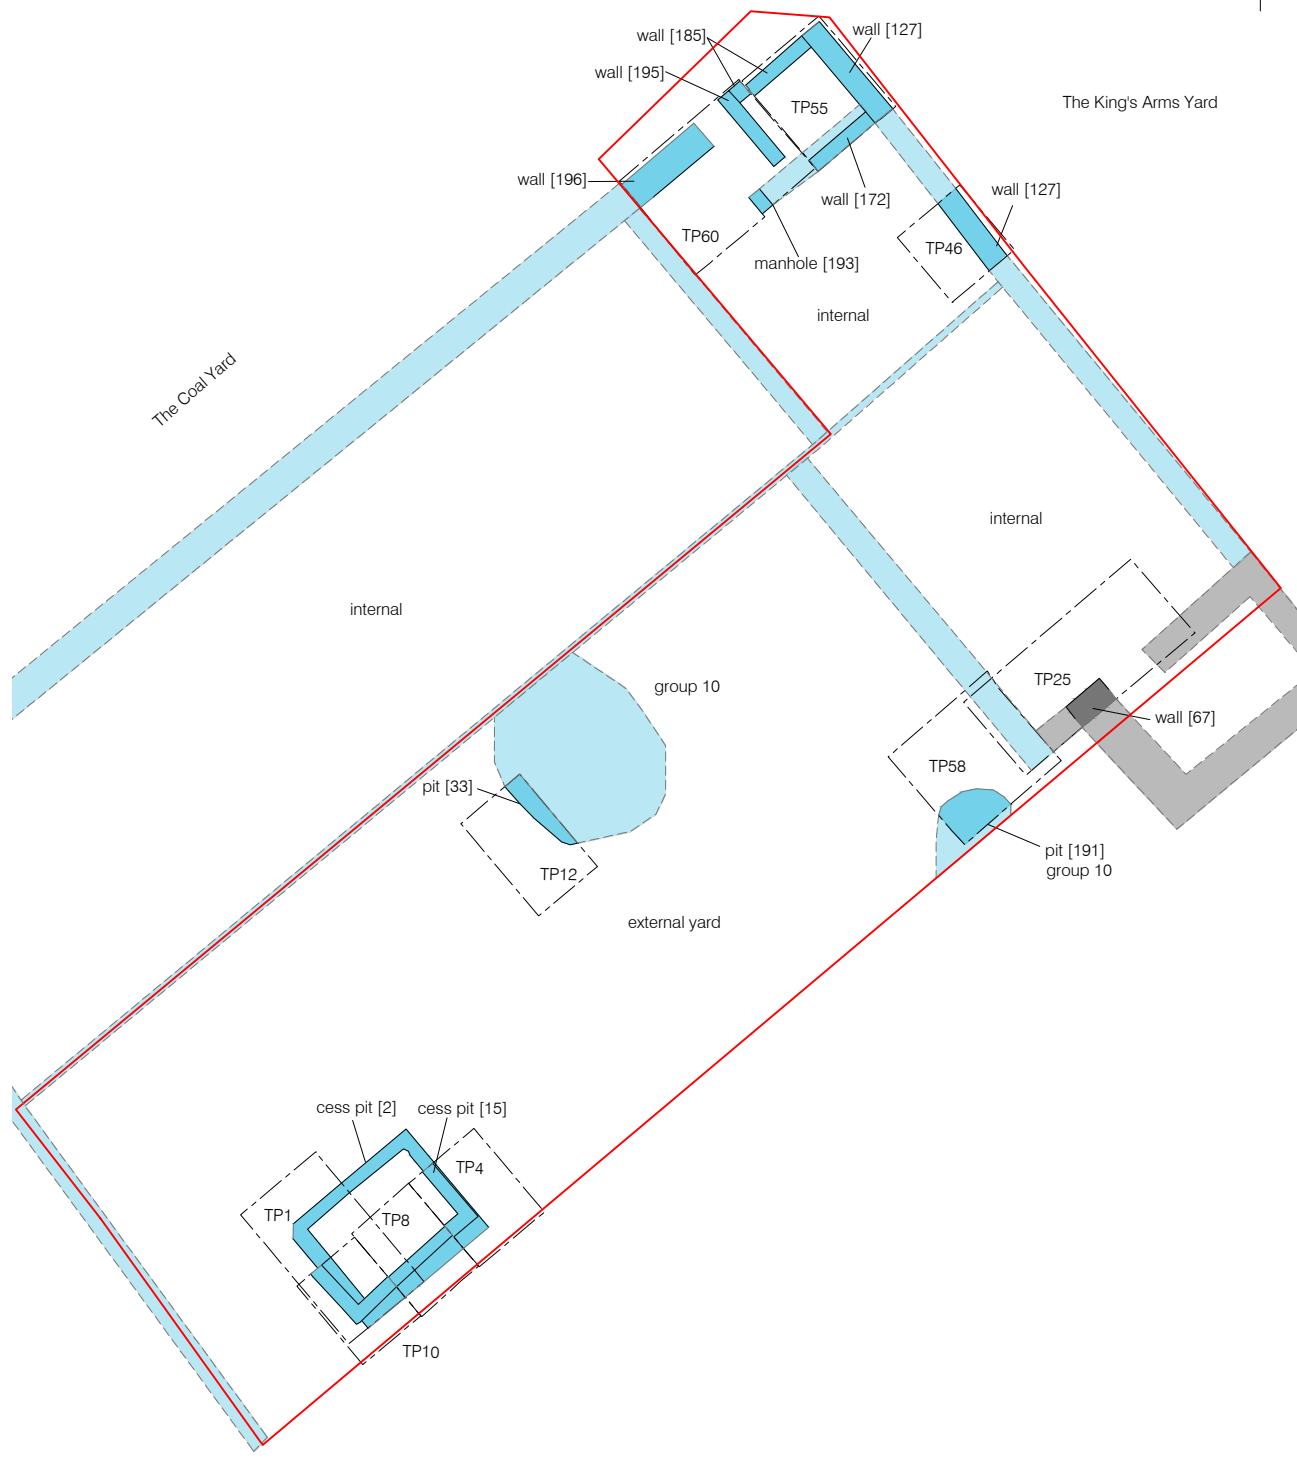 wall [185]
wall [127]
wall [195]
The King's Arms Yard
TP55
wall [196]
wall [127]
wall [172]
TP60
TP46
manhole [193]
internal
The Coal Yard
internal
internal
group 10
TP25
wall [67]
TP58
pit [33]
pit [191]
group 10
TP12
external yard
cess pit [2]
cess pit [15]
TP4
TP1
TP8
TP10